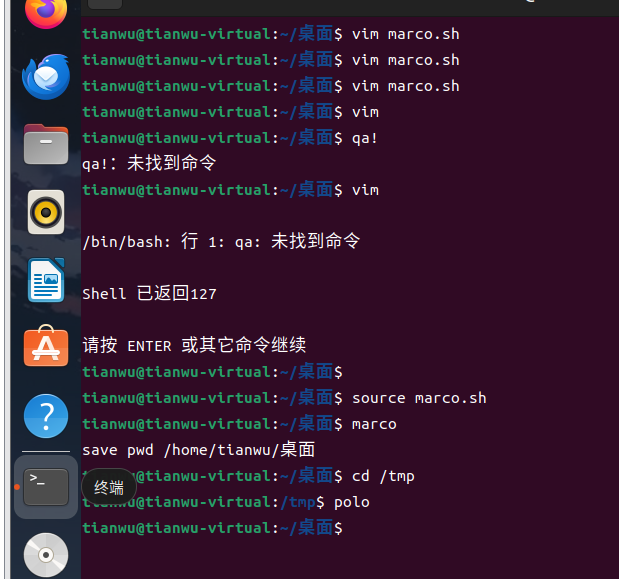 tianwu@tianwu-virtual:~/桌面$ vim marco.sh
tianwu@tianwu-virtual:~/桌面$ vim marco.sh
tianwu@tianwu-virtual:~/桌面$ vim marco.sh
tianwu@tianwu-virtual:~/桌面$ vim
tianwu@tianwu-virtual:~/桌面$ qa!
qa!：未找到命令
tianwu@tianwu-virtual:~/桌面$ vim
/bin/bash: 行 1: qa: 未找到命令
Shell 已返回127
请按 ENTER 或其它命令继续
tianwu@tianwu-virtual:~/桌面$
tianwu@tianwu-virtual:~/桌面$ source marco.sh
tianwu@tianwu-virtual:~/桌面$ marco
save pwd /home/tianwu/桌面
tianwu@tianwu-virtual:~/桌面$ cd /tmp
终端
tianwu@tianwu-virtual:/tmp$ polo
tianwu@tianwu-virtual:~/桌面$